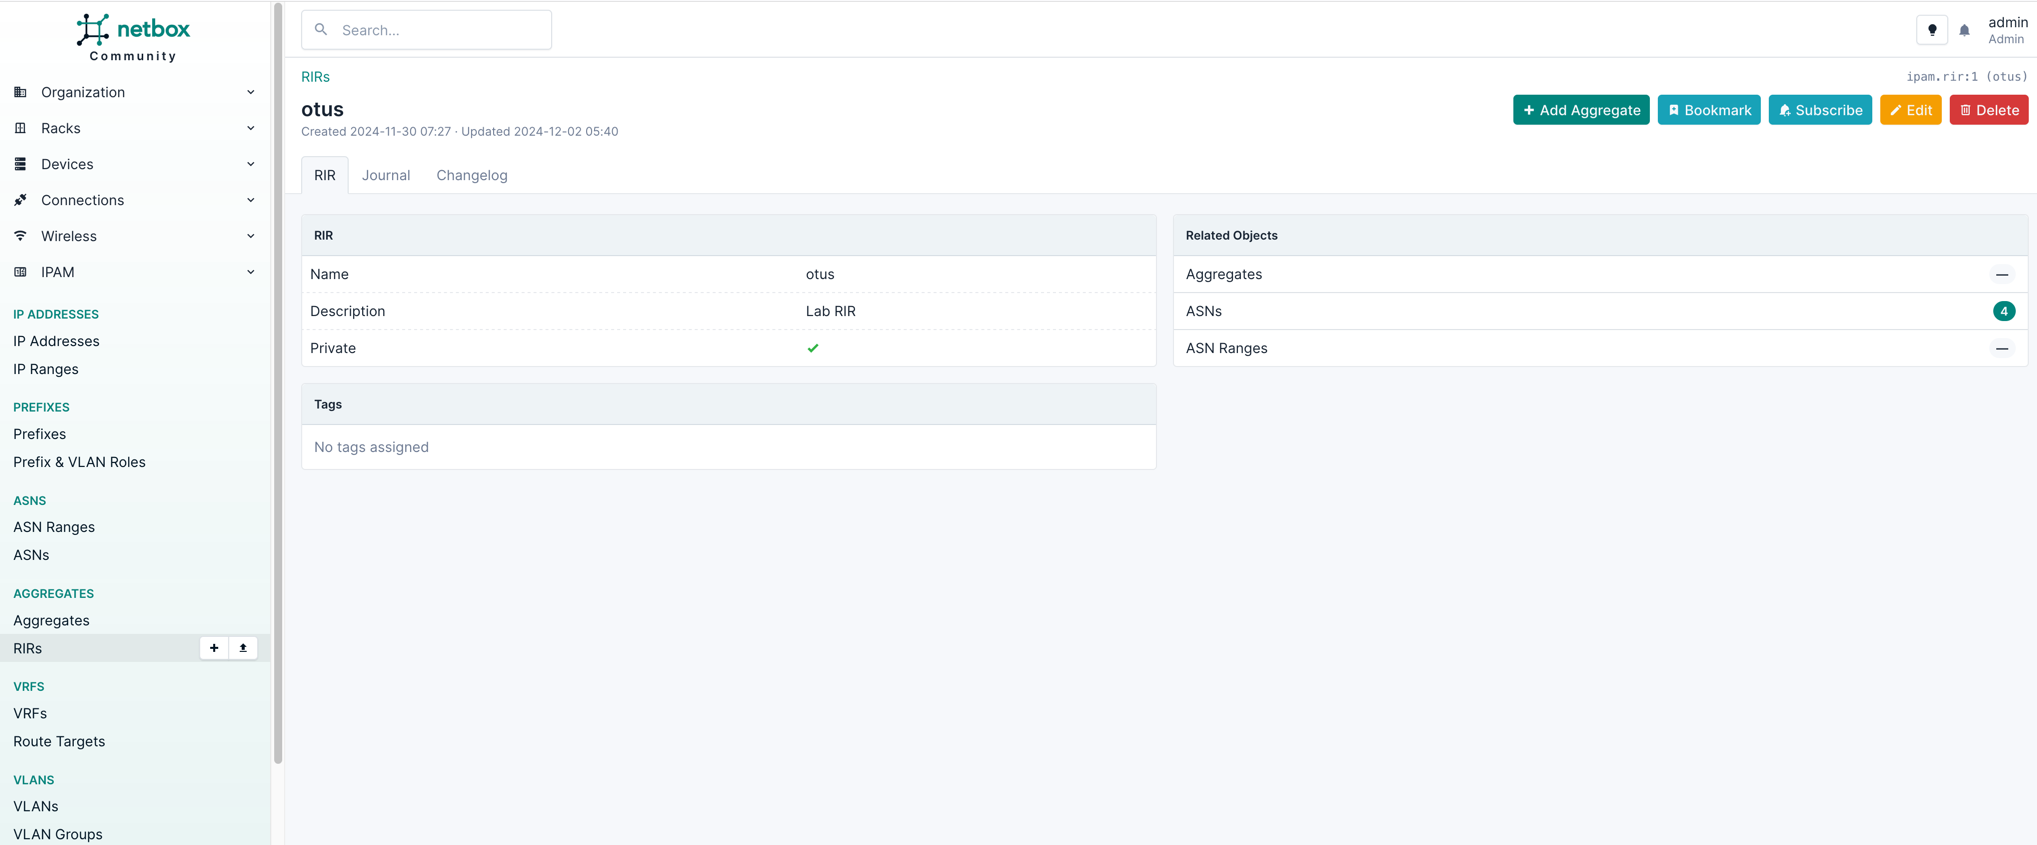 netbox
Community
Organization
Racks
Devices
Connections
Wireless
IPAM
IP ADDRESSES
IP Addresses
IP Ranges
PREFIXES
Prefixes
Prefix & VLAN Roles
ASNS
ASN Ranges
ASNs
AGGREGATES
Aggregates
RIRs
VRFS
VRFs
Route Targets
VLANS
VLANs
VLAN Groups
Search...
admin
Admin
RIRs
ipam.rir:1 (otus)
otus
Created 2024-11-30 07:27 · Updated 2024-12-02 05:40
+ Add Aggregate
Bookmark
Subscribe
Edit
Delete
RIR Journal Changelog
RIR
Name otus
Description Lab RIR
Private ✓
Tags
No tags assigned
Related Objects
Aggregates —
ASNs 4
ASN Ranges —